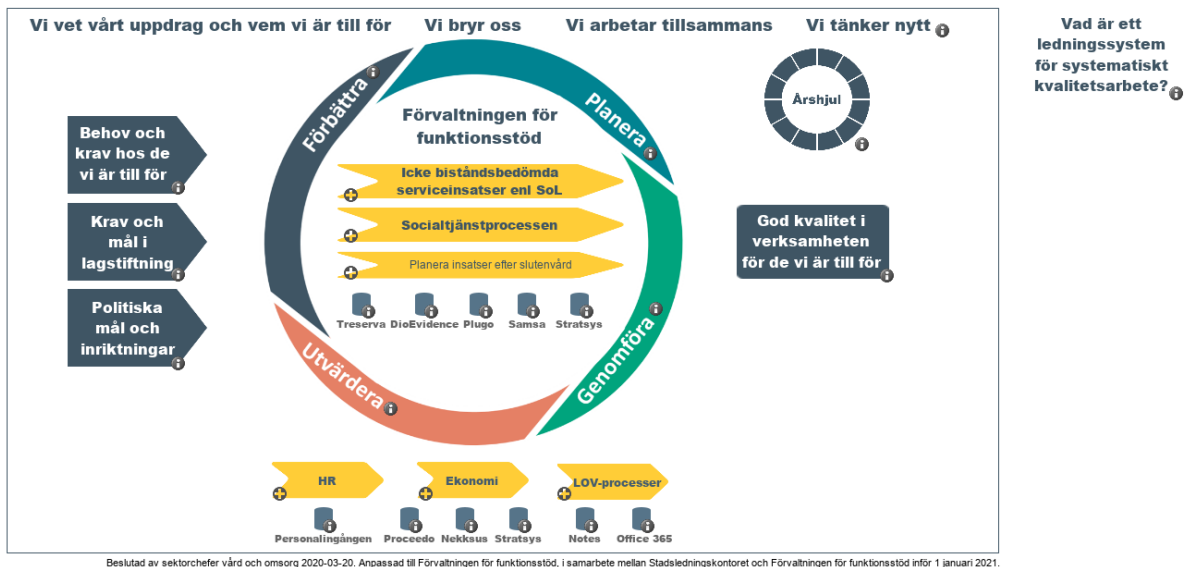 Vi vet vårt uppdrag och vem vi är till för Vi bryr oss Vi arbetar tillsammans Vi tänker nytt
Vad är ett
ledningssystem
för systematiskt
kvalitetsarbete?
Förbättra
Planera
Genomföra
Utvärdera
Årshjul
Behov och
krav hos de
vi är till för
Krav och
mål i
lagstiftning
Politiska
mål och
inriktningar
Förvaltningen för
funktionsstöd
Icke biståndsbedömda
serviceinsatser enl SoL
Socialtjänstprocessen
Planera insatser efter slutenvård
Treserva DioEvidence Plugo Samsa Stratsys
God kvalitet i
verksamheten
för de vi är till för
HR Ekonomi LOV-processer
Personalingången Proceedo Nekksus Stratsys Notes Office 365
Beslutad av sektorchefer vård och omsorg 2020-03-20. Anpassad till Förvaltningen för funktionsstöd, i samarbete mellan Stadsledningskontoret och Förvaltningen för funktionsstöd inför 1 januari 2021.